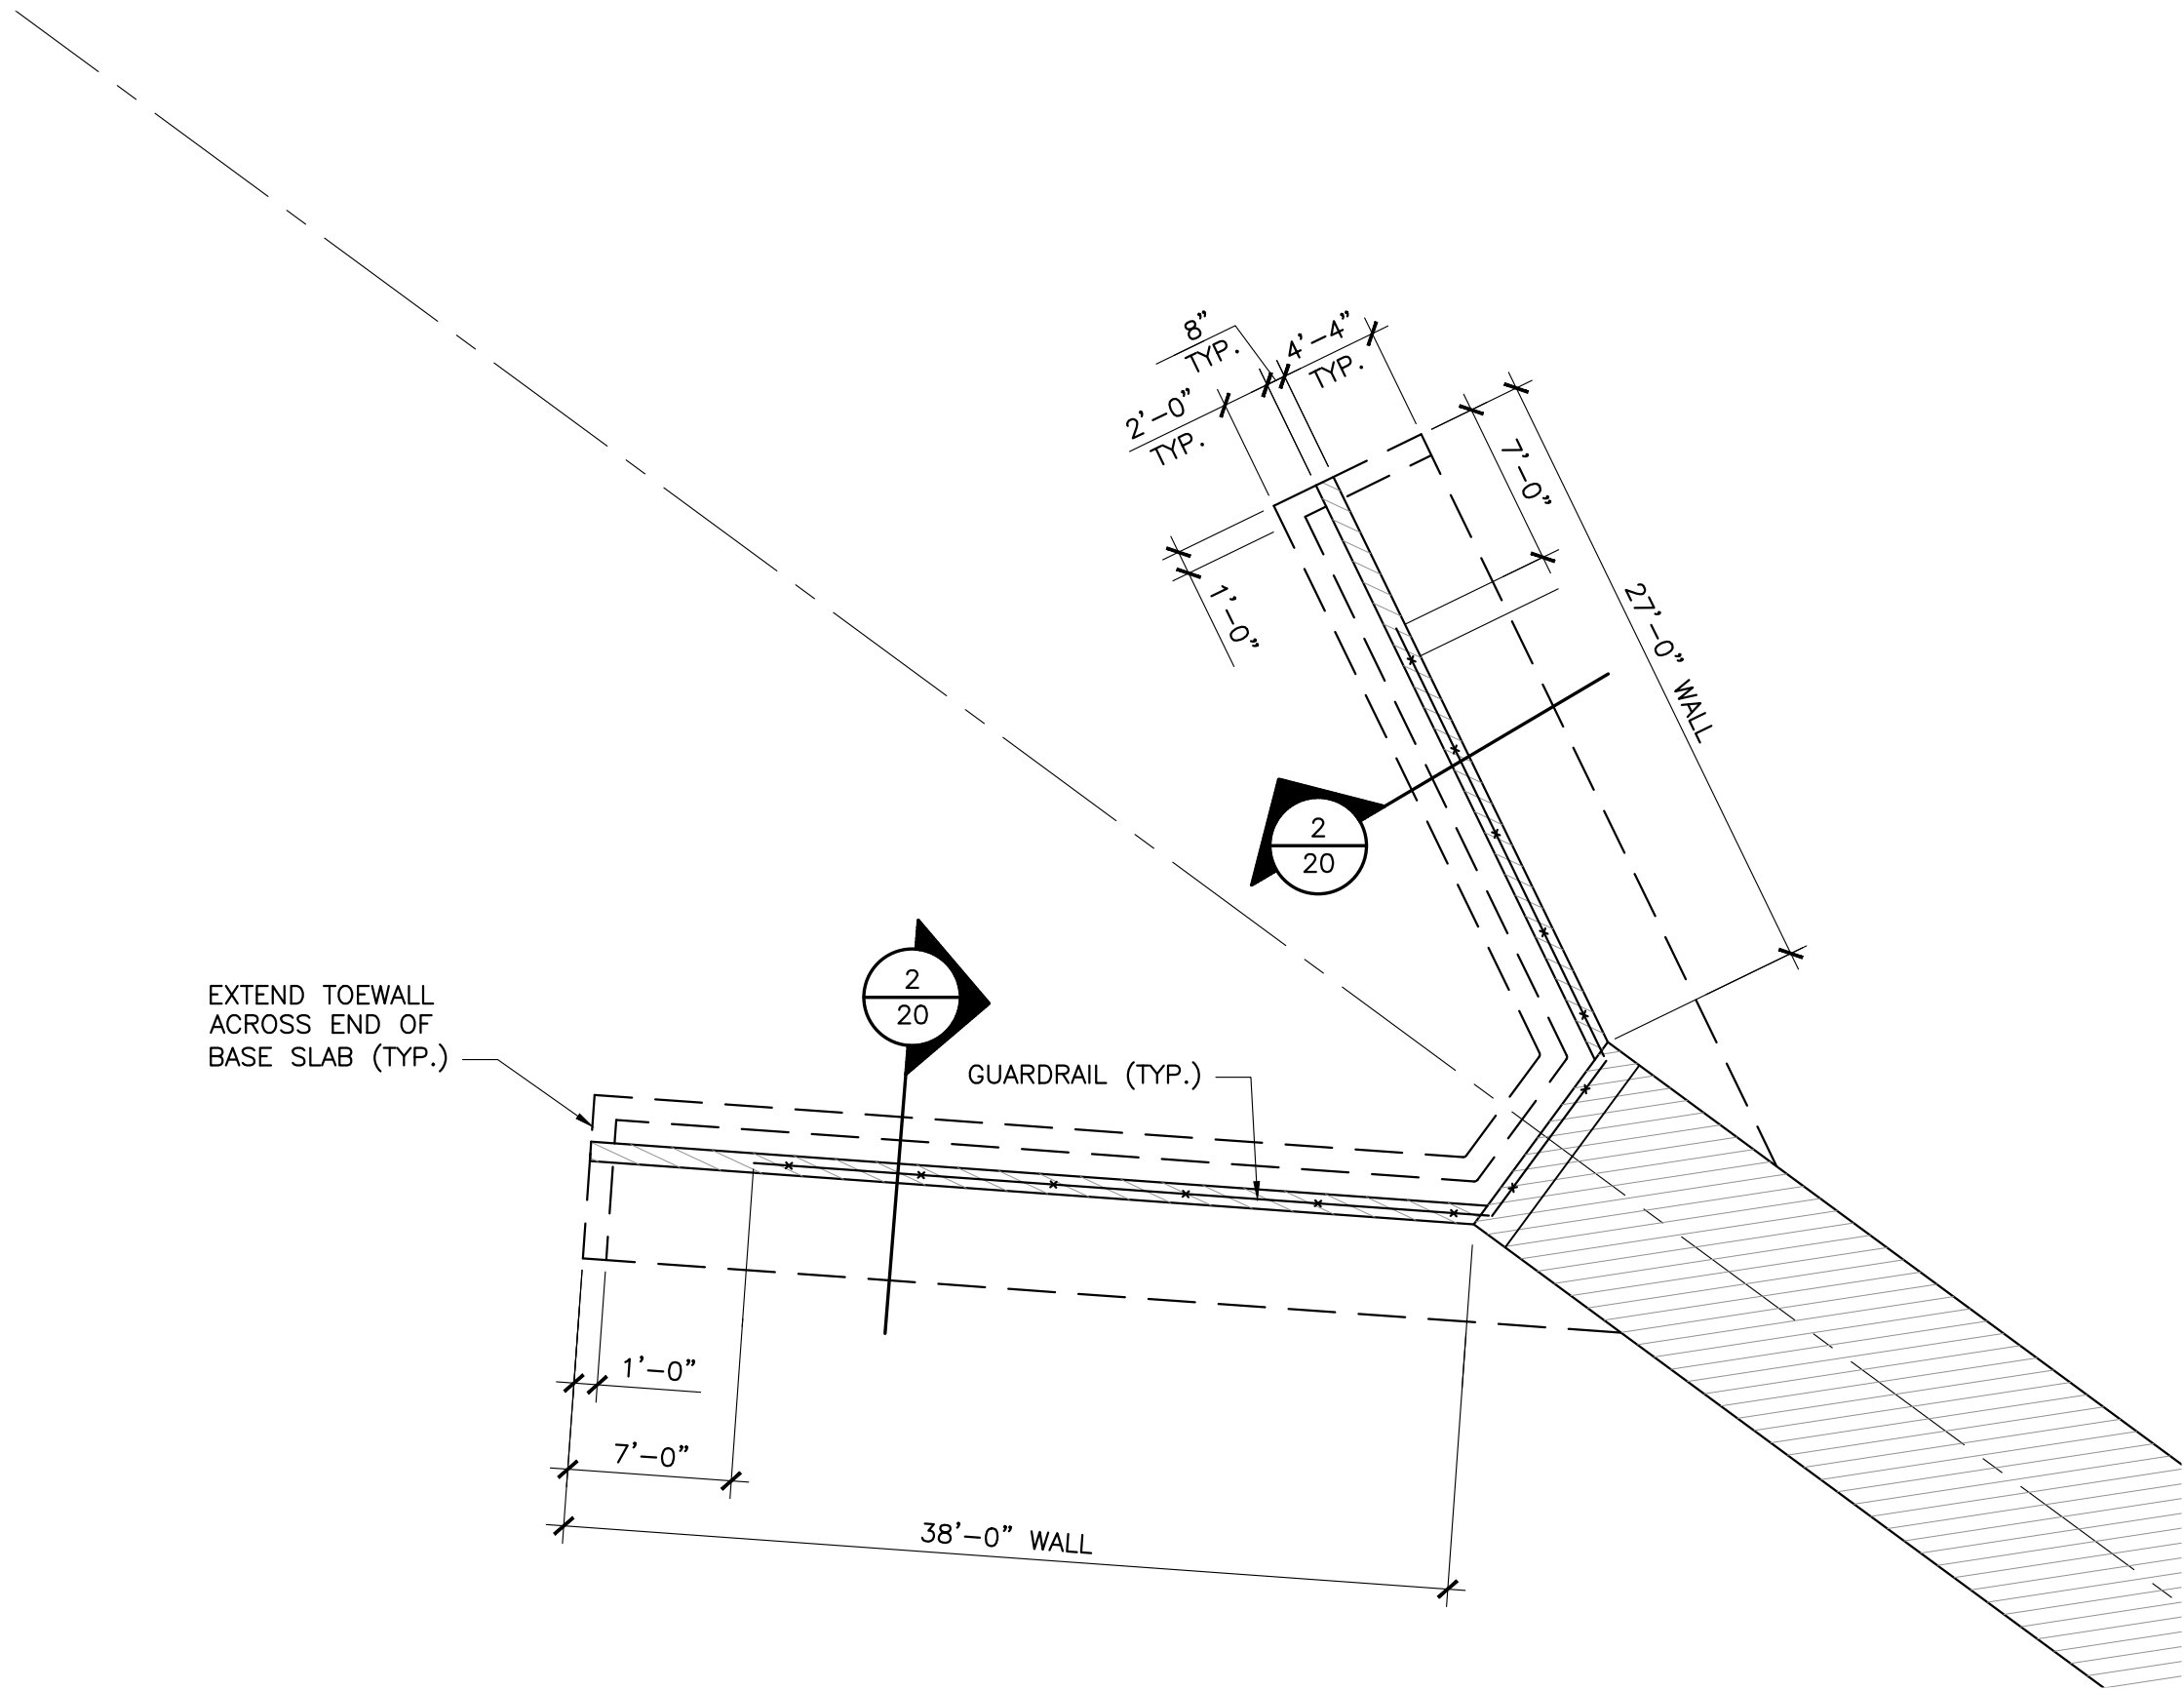 8”
TYP.
4’–4”
TYP.
2’–0”
TYP.
7’–0”
1’–0”
27’–0” WALL
2
20
2
20
EXTEND TOEWALL
ACROSS END OF
BASE SLAB (TYP.)
GUARDRAIL (TYP.)
1’–0”
7’–0”
38’–0” WALL